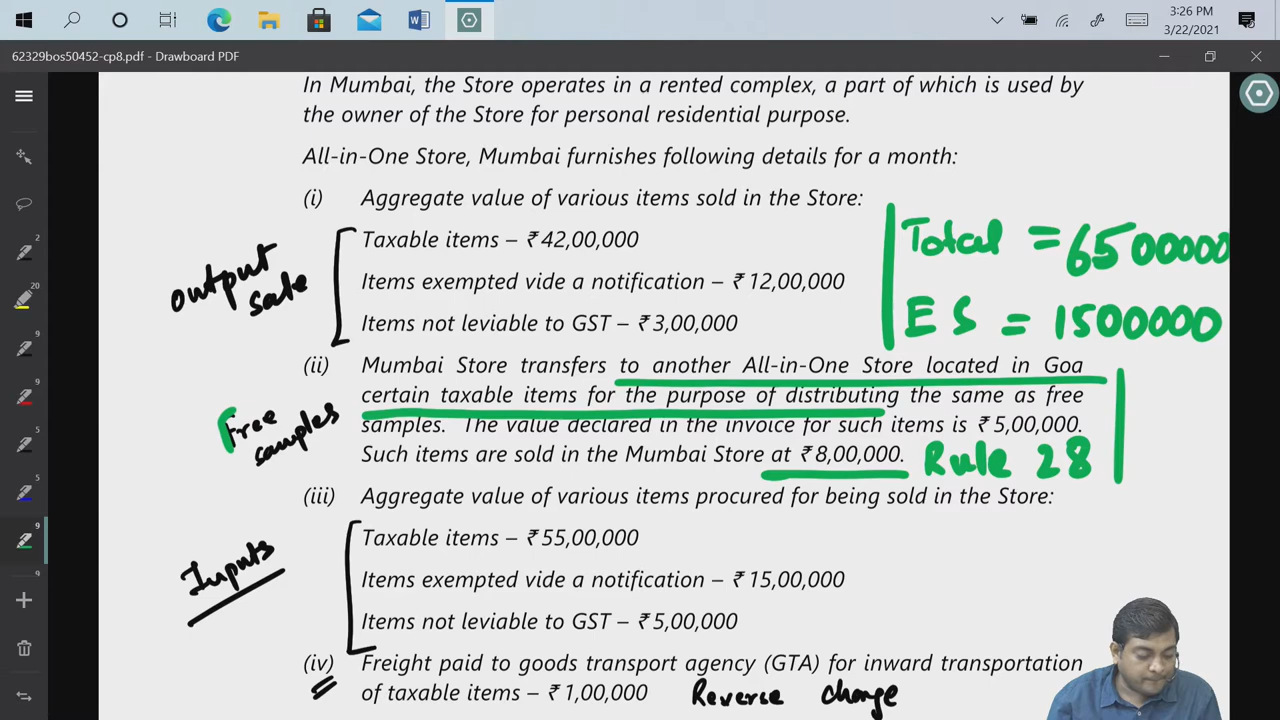 3:26 PM
3/22/2021
62329bos50452-cp8.pdf - Drawboard PDF
In Mumbai, the Store operates in a rented complex, a part of which is used by
the owner of the Store for personal residential purpose.
All-in-One Store, Mumbai furnishes following details for a month:
(i) Aggregate value of various items sold in the Store:
Taxable items – ₹ 42,00,000
Items exempted vide a notification – ₹ 12,00,000
Items not leviable to GST – ₹ 3,00,000
output
sale
Total = 6500000
ES = 1500000
(ii) Mumbai Store transfers to another All-in-One Store located in Goa
certain taxable items for the purpose of distributing the same as free
samples. The value declared in the invoice for such items is ₹ 5,00,000.
Such items are sold in the Mumbai Store at ₹ 8,00,000. Rule 28
Free
samples
(iii) Aggregate value of various items procured for being sold in the Store:
Taxable items – ₹ 55,00,000
Items exempted vide a notification – ₹ 15,00,000
Items not leviable to GST – ₹ 5,00,000
Inputs
(iv) Freight paid to goods transport agency (GTA) for inward transportation
of taxable items – ₹ 1,00,000 Reverse charge
2
20
9
9
5
9
9